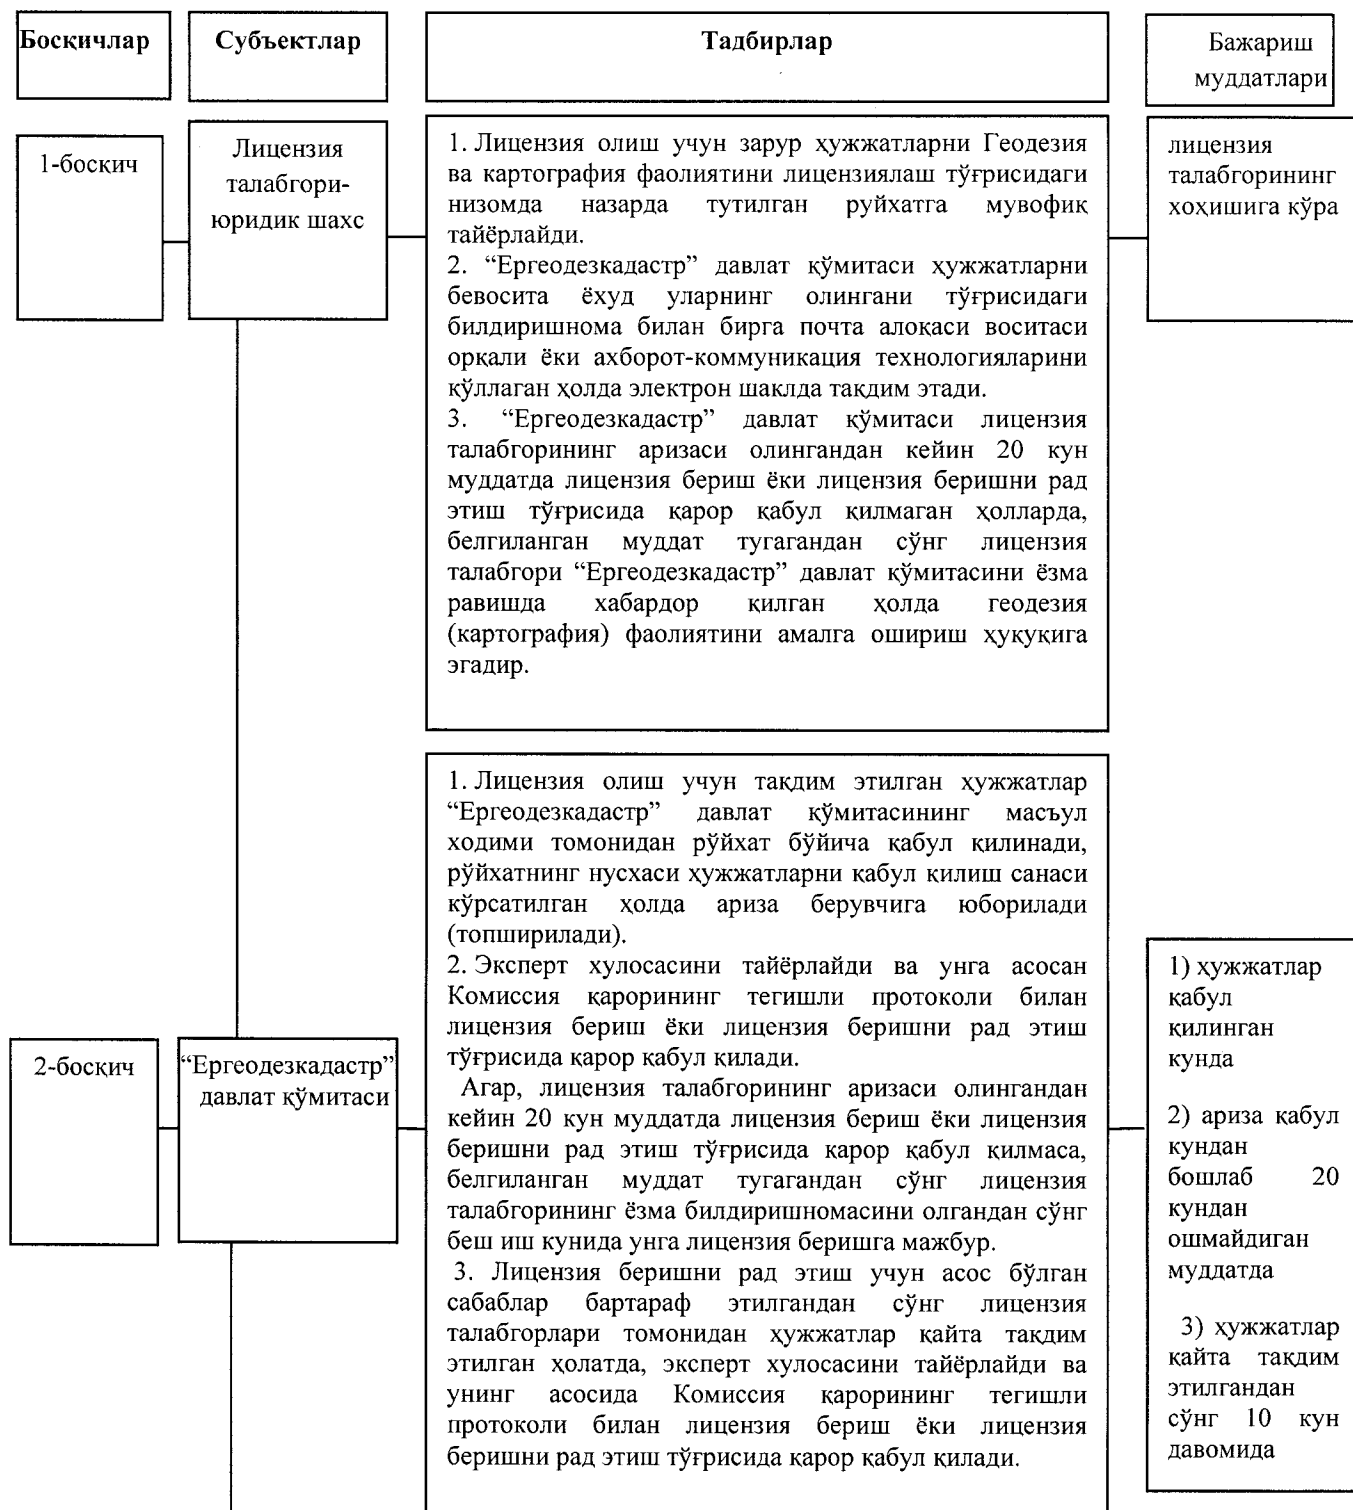 Босқичлар
Субъектлар
Тадбирлар
Бажариш
муддатлари
1-босқич
Лицензия
талабгори-
юридик шахс
1. Лицензия олиш учун зарур ҳужжатларни Геодезия
ва картография фаолиятини лицензиялаш тўғрисидаги
низомда назарда тутилган руйхатга мувофиқ
тайёрлайди.
2. “Ергеодезкадастр” давлат қўмитаси ҳужжатларни
бевосита ёхуд уларнинг олингани тўғрисидаги
билдиришнома билан бирга почта алоқаси воситаси
орқали ёки ахборот-коммуникация технологияларини
қўллаган ҳолда электрон шаклда тақдим этади.
3. “Ергеодезкадастр” давлат қўмитаси лицензия
талабгорининг аризаси олингандан кейин 20 кун
муддатда лицензия бериш ёки лицензия беришни рад
этиш тўғрисида қарор қабул қилмаган ҳолларда,
белгиланган муддат тугагандан сўнг лицензия
талабгори “Ергеодезкадастр” давлат қўмитасини ёзма
равишда хабардор қилган ҳолда геодезия
(картография) фаолиятини амалга ошириш ҳуқуқига
эгадир.
лицензия
талабгорининг
хоҳишига кўра
2-босқич
“Ергеодезкадастр”
давлат қўмитаси
1. Лицензия олиш учун тақдим этилган ҳужжатлар
“Ергеодезкадастр” давлат қўмитасининг масъул
ходими томонидан рўйхат бўйича қабул қилинади,
рўйхатнинг нусхаси ҳужжатларни қабул қилиш санаси
кўрсатилган ҳолда ариза берувчига юборилади
(топширилади).
2. Эксперт хулосасини тайёрлайди ва унга асосан
Комиссия қарорининг тегишли протоколи билан
лицензия бериш ёки лицензия беришни рад этиш
тўғрисида қарор қабул қилади.
Агар, лицензия талабгорининг аризаси олингандан
кейин 20 кун муддатда лицензия бериш ёки лицензия
беришни рад этиш тўғрисида қарор қабул қилмаса,
белгиланган муддат тугагандан сўнг лицензия
талабгорининг ёзма билдиришномасини олгандан сўнг
беш иш кунида унга лицензия беришга мажбур.
3. Лицензия беришни рад этиш учун асос бўлган
сабаблар бартараф этилгандан сўнг лицензия
талабгорлари томонидан ҳужжатлар қайта тақдим
этилган ҳолатда, эксперт хулосасини тайёрлайди ва
унинг асосида Комиссия қарорининг тегишли
протоколи билан лицензия бериш ёки лицензия
беришни рад этиш тўғрисида қарор қабул қилади.
1) ҳужжатлар
қабул
қилинган
кунда
2) ариза қабул
кундан
бошлаб 20
кундан
ошмайдиган
муддатда
3) ҳужжатлар
қайта тақдим
этилгандан
сўнг 10 кун
давомида